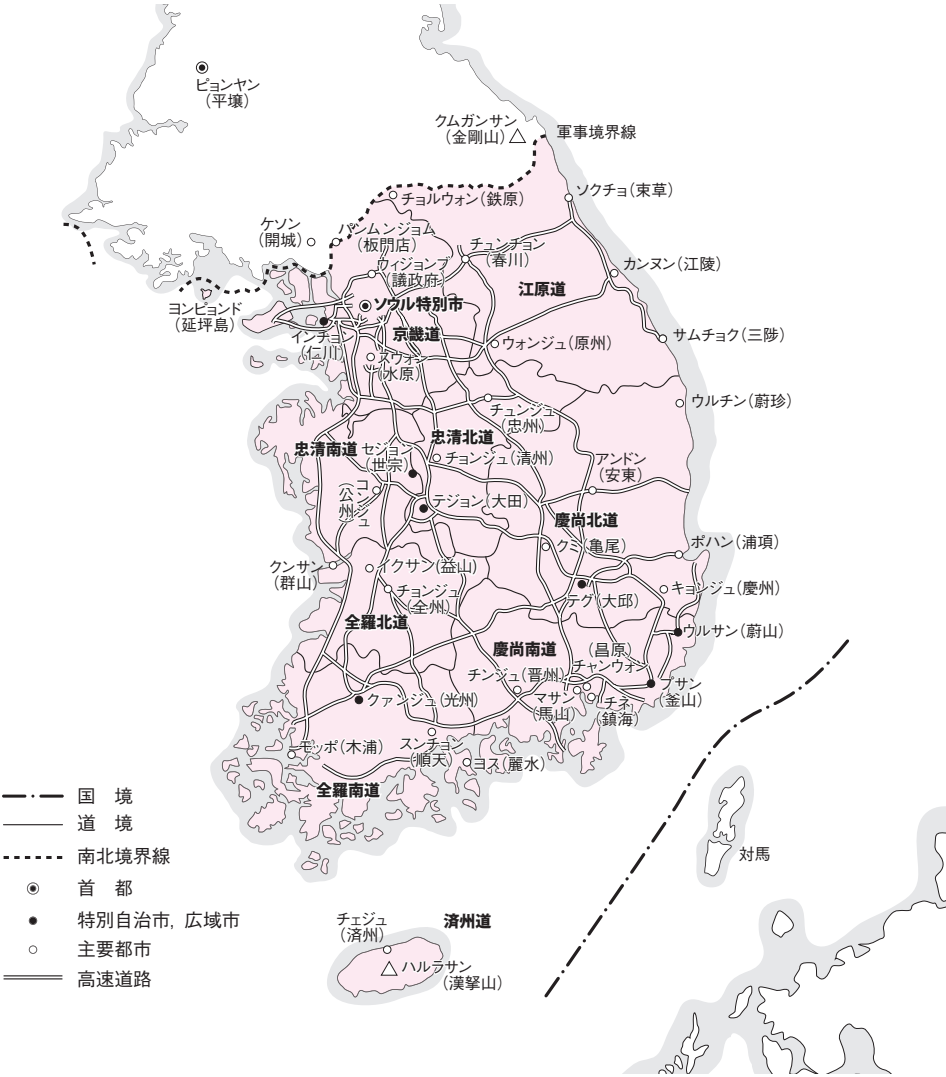 ピョンヤン
(平壌)
クムガンサン
(金剛山)
軍事境界線
チョルウォン(鉄原)
ソクチョ(束草)
ケソン
(開城)
パンムンジョム
(板門店)
チュンチョン
(春川)
ウィジョンブ
(議政府)
カンヌン(江陵)
江原道
ヨンピョンド
(延坪島)
ソウル特別市
インチョン
(仁川)
京畿道
スウォン
(水原)
ウォンジュ(原州)
サムチョク(三陟)
ウルチン(蔚珍)
チュンジュ
(忠州)
忠清南道
セジョン
(世宗)
忠清北道
チョンジュ(清州)
アンドン
(安東)
コンジュ
(公州)
テジョン(大田)
慶尚北道
クミ(亀尾)
ポハン(浦項)
クンサン
(群山)
イクサン(益山)
チョンジュ
(全州)
テグ(大邱)
キョンジュ(慶州)
全羅北道
ウルサン(蔚山)
慶尚南道
(昌原)
チャンウォン
チンジュ(晋州)
マサン
(馬山)
チネ
(鎮海)
プサン
(釜山)
クァンジュ(光州)
モッポ(木浦)
スンチョン
(順天)
ヨス(麗水)
全羅南道
国 境
道 境
南北境界線
首 都
特別自治市, 広域市
主要都市
高速道路
対馬
チェジュ
(済州)
済州道
ハルラサン
(漢拏山)